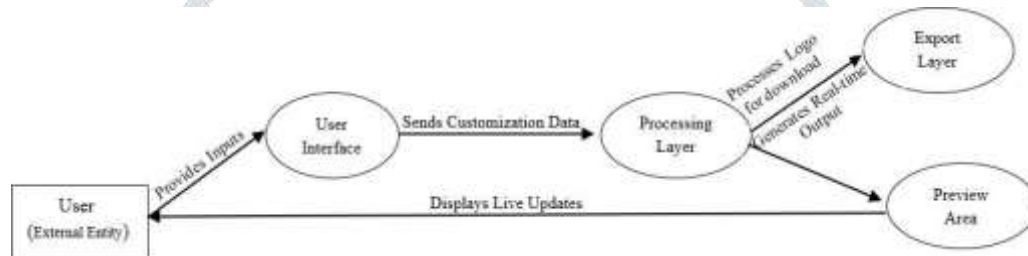 Export
Layer
Processes Logo
for download
Generates Real-time
Output
User
Interface
Sends Customization Data
Processing
Layer
Provides Inputs
User
(External Entity)
Displays Live Updates
Preview
Area